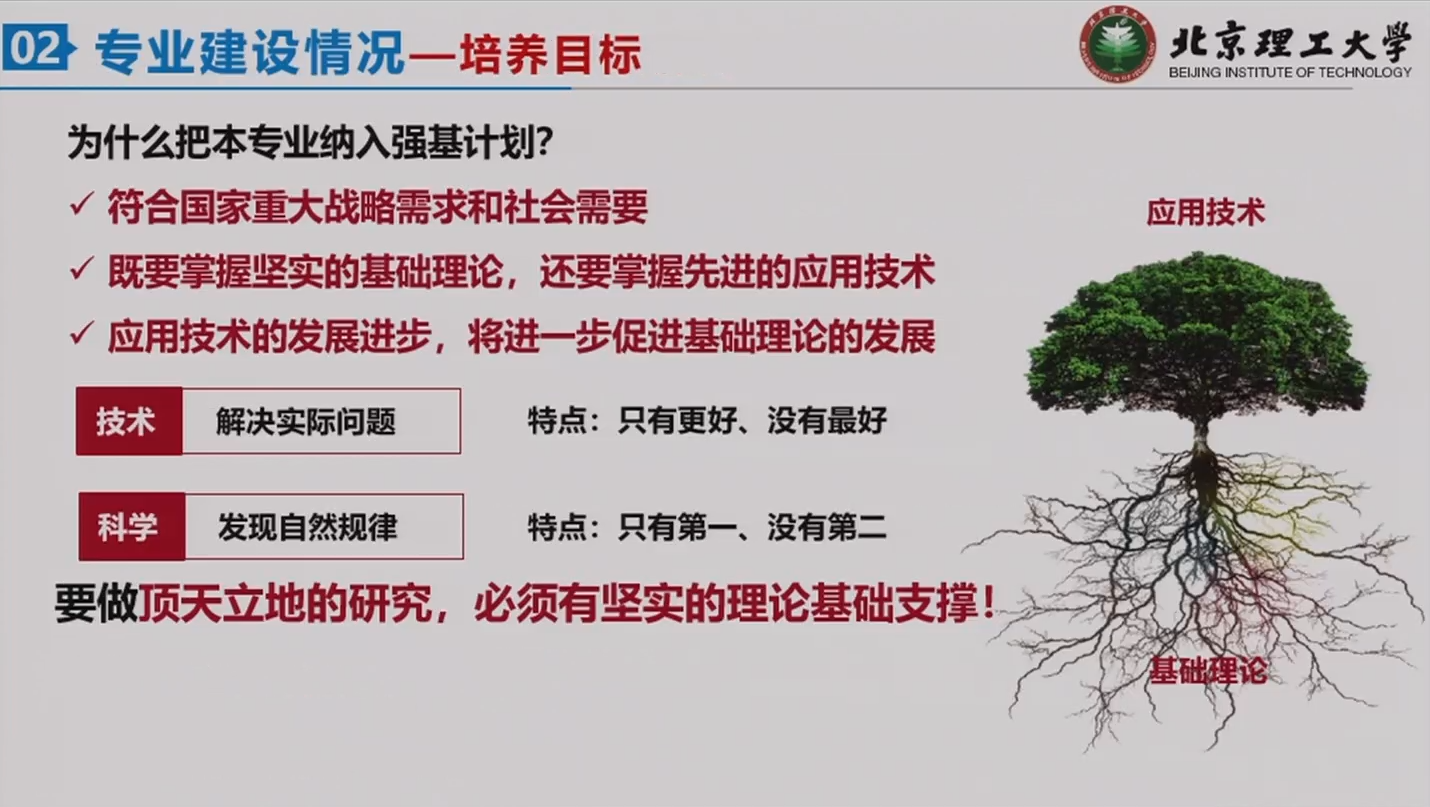 02 专业建设情况—培养目标
北京理工大学
BEIJING INSTITUTE OF TECHNOLOGY
为什么把本专业纳入强基计划?
✓ 符合国家重大战略需求和社会需要
✓ 既要掌握坚实的基础理论，还要掌握先进的应用技术
✓ 应用技术的发展进步，将进一步促进基础理论的发展
应用技术
技术 解决实际问题 特点：只有更好、没有最好
科学 发现自然规律 特点：只有第一、没有第二
要做顶天立地的研究，必须有坚实的理论基础支撑！
基础理论